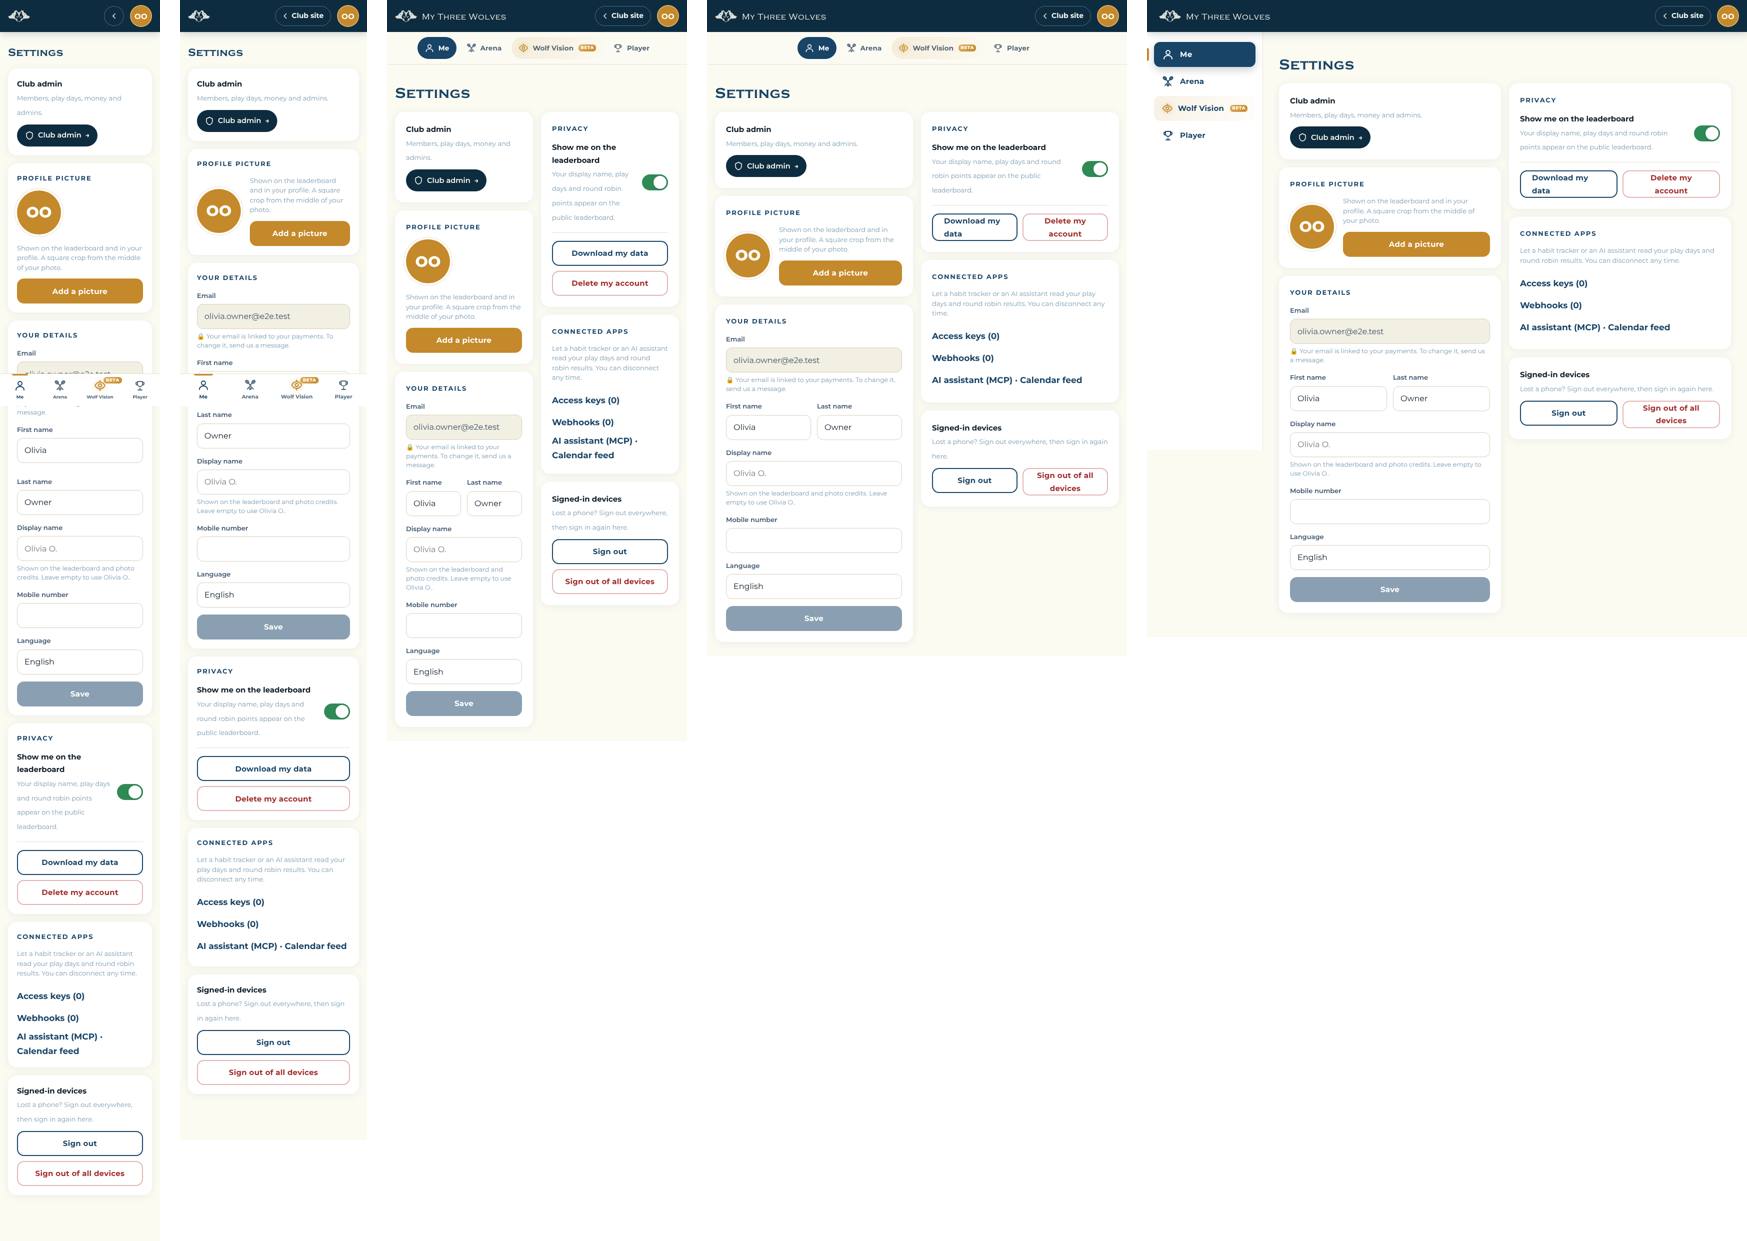 SETTINGS
Club admin
Members, play days, money and
admins.
Club admin →
PROFILE PICTURE
OO
Shown on the leaderboard and in your
profile. A square crop from the middle
of your photo.
Add a picture
YOUR DETAILS
Email
olivia.owner@e2e.test
Me
Arena
Wolf Vision
BETA
Player
message.
First name
Olivia
Last name
Owner
Display name
Olivia O.
Shown on the leaderboard and photo
credits. Leave empty to use Olivia O.
Mobile number
Language
English
Save
PRIVACY
Show me on the
leaderboard
Your display name, play days
and round robin points
appear on the public
leaderboard.
Download my data
Delete my account
CONNECTED APPS
Let a habit tracker or an AI assistant
read your play days and round robin
results. You can disconnect any time.
Access keys (0)
Webhooks (0)
AI assistant (MCP) ·
Calendar feed
Signed-in devices
Lost a phone? Sign out everywhere,
then sign in again here.
Sign out
Sign out of all devices
OO
Club site
OO
SETTINGS
Club admin
Members, play days, money and admins.
Club admin →
PROFILE PICTURE
OO
Shown on the leaderboard
and in your profile. A square
crop from the middle of your
photo.
Add a picture
YOUR DETAILS
Email
olivia.owner@e2e.test
🔒 Your email is linked to your payments. To
change it, send us a message.
First name
Me
Arena
Wolf Vision
BETA
Player
Last name
Owner
Display name
Olivia O.
Shown on the leaderboard and photo credits.
Leave empty to use Olivia O.
Mobile number
Language
English
Save
PRIVACY
Show me on the leaderboard
Your display name, play days and
round robin points appear on the
public leaderboard.
Download my data
Delete my account
CONNECTED APPS
Let a habit tracker or an AI assistant read your
play days and round robin results. You can
disconnect any time.
Access keys (0)
Webhooks (0)
AI assistant (MCP) · Calendar feed
Signed-in devices
Lost a phone? Sign out everywhere, then sign
in again here.
Sign out
Sign out of all devices
MY THREE WOLVES
Club site
OO
Me
Arena
Wolf Vision BETA
Player
SETTINGS
Club admin
Members, play days, money and
admins.
Club admin →
PROFILE PICTURE
OO
Shown on the leaderboard and in
your profile. A square crop from the
middle of your photo.
Add a picture
YOUR DETAILS
Email
olivia.owner@e2e.test
🔒 Your email is linked to your
payments. To change it, send us a
message.
First name
Last name
Olivia
Owner
Display name
Olivia O.
Shown on the leaderboard and
photo credits. Leave empty to use
Olivia O.
Mobile number
Language
English
Save
PRIVACY
Show me on the
leaderboard
Your display name, play
days and round robin
points appear on the
public leaderboard.
Download my data
Delete my account
CONNECTED APPS
Let a habit tracker or an AI assistant
read your play days and round
robin results. You can disconnect
any time.
Access keys (0)
Webhooks (0)
AI assistant (MCP) ·
Calendar feed
Signed-in devices
Lost a phone? Sign out everywhere,
then sign in again here.
Sign out
Sign out of all devices
MY THREE WOLVES
Club site
OO
Me
Arena
Wolf Vision BETA
Player
SETTINGS
Club admin
Members, play days, money and admins.
Club admin →
PROFILE PICTURE
OO
Shown on the leaderboard and in
your profile. A square crop from the
middle of your photo.
Add a picture
YOUR DETAILS
Email
olivia.owner@e2e.test
🔒 Your email is linked to your payments. To change it,
send us a message.
First name
Last name
Olivia
Owner
Display name
Olivia O.
Shown on the leaderboard and photo credits. Leave
empty to use Olivia O.
Mobile number
Language
English
Save
PRIVACY
Show me on the leaderboard
Your display name, play days and round
robin points appear on the public
leaderboard.
Download my
data
Delete my
account
CONNECTED APPS
Let a habit tracker or an AI assistant read your play
days and round robin results. You can disconnect any
time.
Access keys (0)
Webhooks (0)
AI assistant (MCP) · Calendar feed
Signed-in devices
Lost a phone? Sign out everywhere, then sign in again
here.
Sign out
Sign out of all
devices
MY THREE WOLVES
Club site
OO
Me
Arena
Wolf Vision BETA
Player
SETTINGS
Club admin
Members, play days, money and admins.
Club admin →
PROFILE PICTURE
OO
Shown on the leaderboard and in your
profile. A square crop from the middle of
your photo.
Add a picture
YOUR DETAILS
Email
olivia.owner@e2e.test
🔒 Your email is linked to your payments. To change it, send us
a message.
First name
Last name
Olivia
Owner
Display name
Olivia O.
Shown on the leaderboard and photo credits. Leave empty to
use Olivia O.
Mobile number
Language
English
Save
PRIVACY
Show me on the leaderboard
Your display name, play days and round robin
points appear on the public leaderboard.
Download my
data
Delete my
account
CONNECTED APPS
Let a habit tracker or an AI assistant read your play days and
round robin results. You can disconnect any time.
Access keys (0)
Webhooks (0)
AI assistant (MCP) · Calendar feed
Signed-in devices
Lost a phone? Sign out everywhere, then sign in again here.
Sign out
Sign out of all
devices